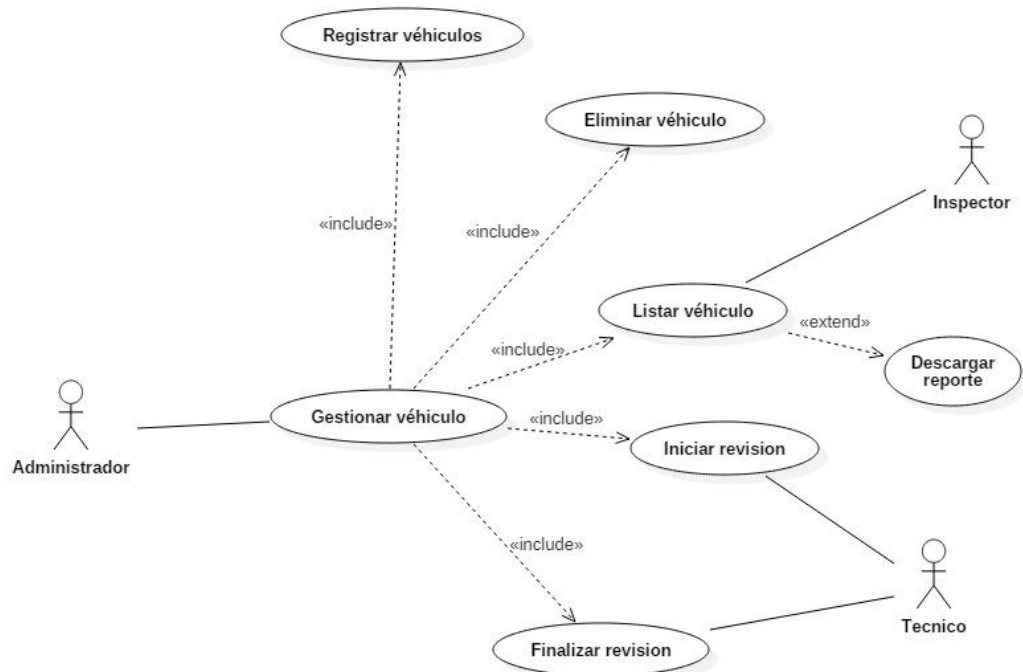 Registrar véhiculos
Eliminar véhiculo
Inspector
«include»
«include»
Listar véhiculo
«extend»
«include»
Descargar
reporte
Gestionar véhiculo
«include»
Iniciar revision
Administrador
«include»
Tecnico
Finalizar revision